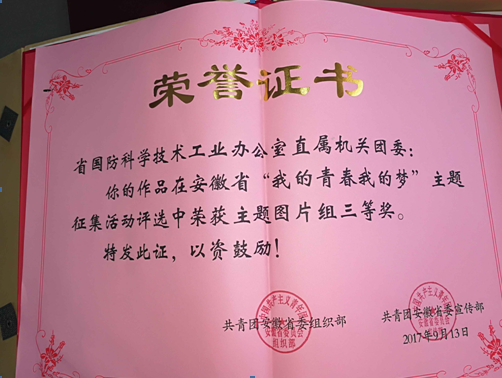 荣誉证书
省国防科学技术工业办公室直属机关团委：
你的作品在安徽省“我的青春我的梦”主题
征集活动评选中荣获主题图片组三等奖。
特发此证，以资鼓励！
共青团安徽省委组织部
共青团安徽省委宣传部
2017年9月13日
组织部